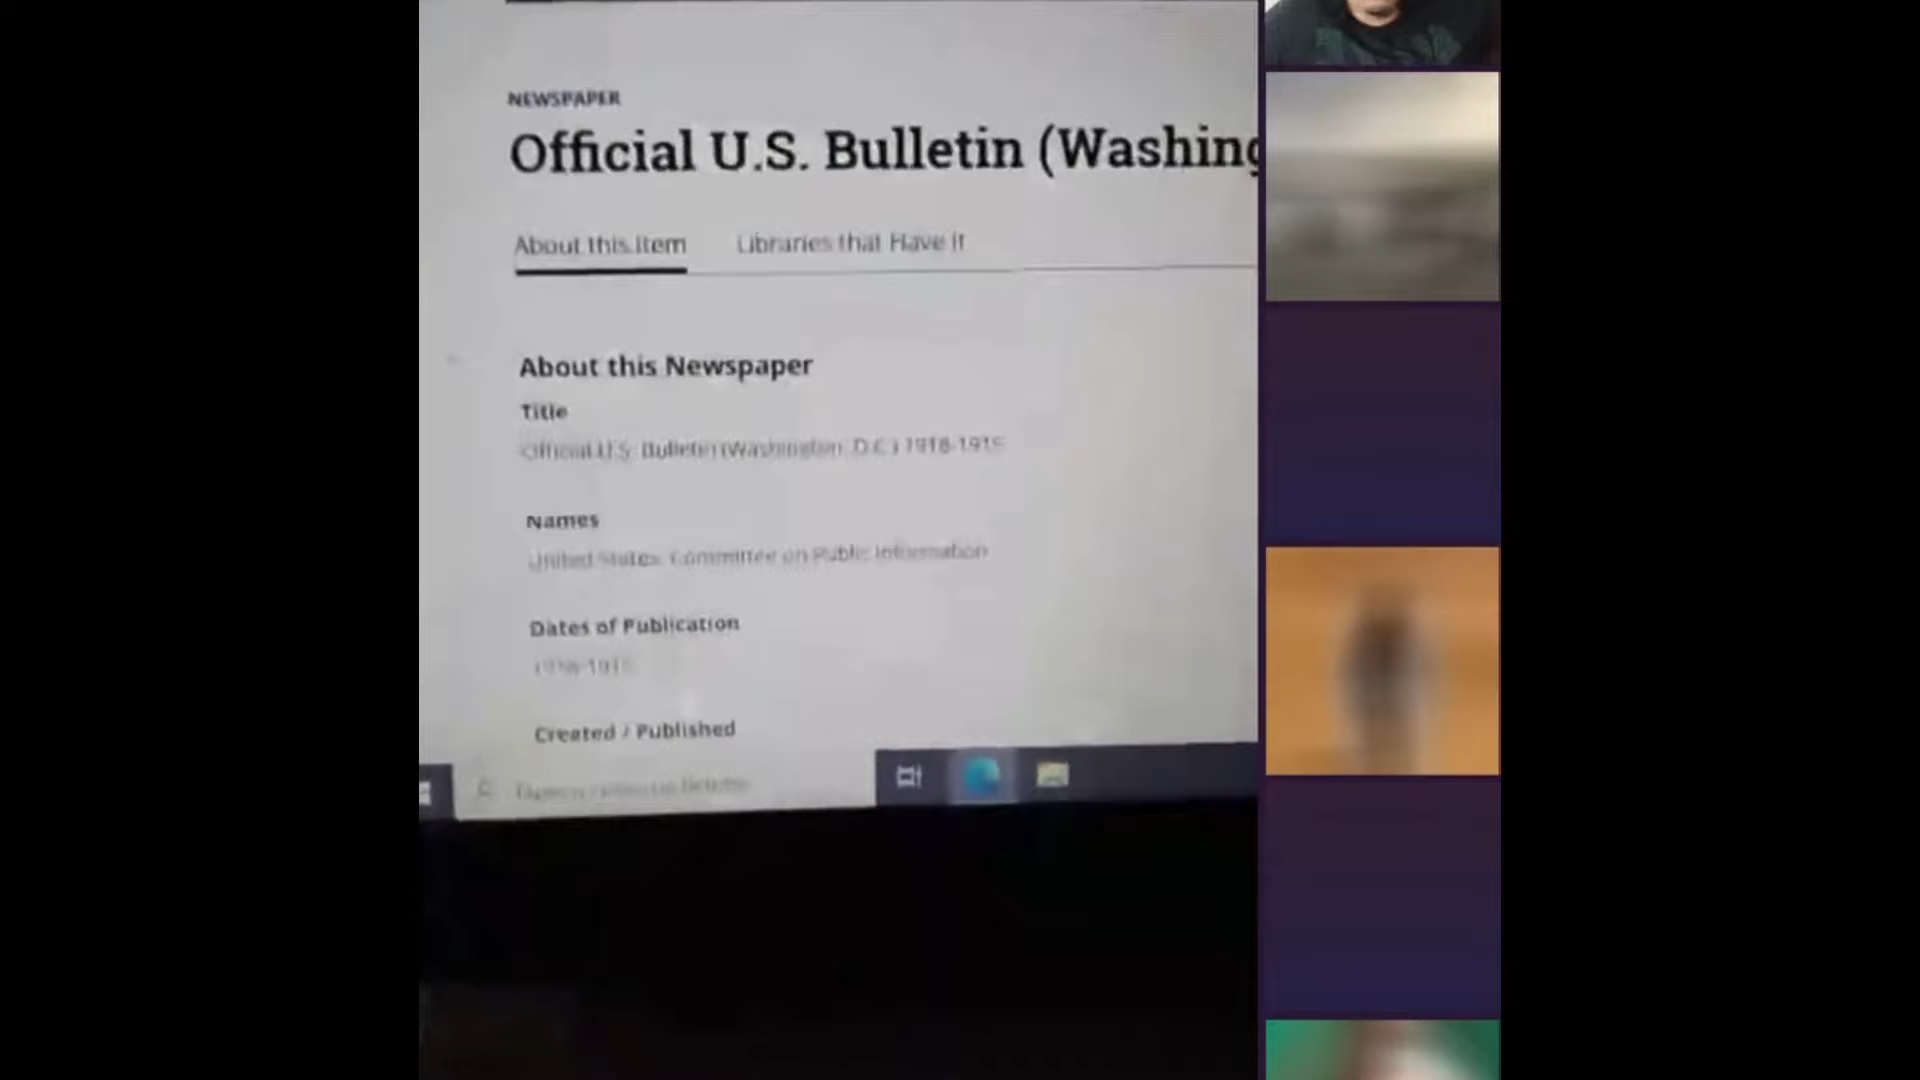 NEWSPAPER
Official U.S. Bulletin (Washing
About this Item Libraries that Have It
About this Newspaper
Title
Official U.S. Bulletin (Washington, D.C.) 1918-1919
Names
United States. Committee on Public Information
Dates of Publication
Created / Published